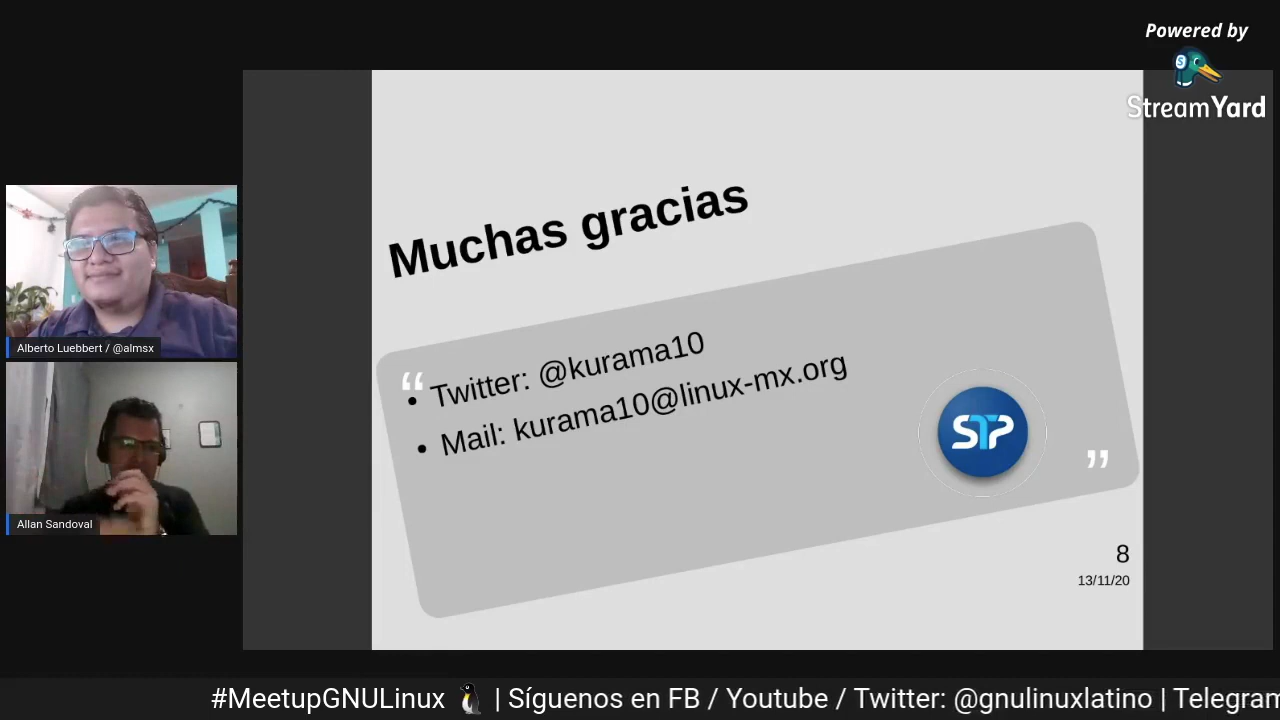 Powered by
StreamYard
Muchas gracias
“
• Twitter: @kurama10
• Mail: kurama10@linux-mx.org
STP
”
8
13/11/20
Alberto Luebbert / @almsx
Allan Sandoval
#MeetupGNULinux 🐧 | Síguenos en FB / Youtube / Twitter: @gnulinuxlatino | Telegram